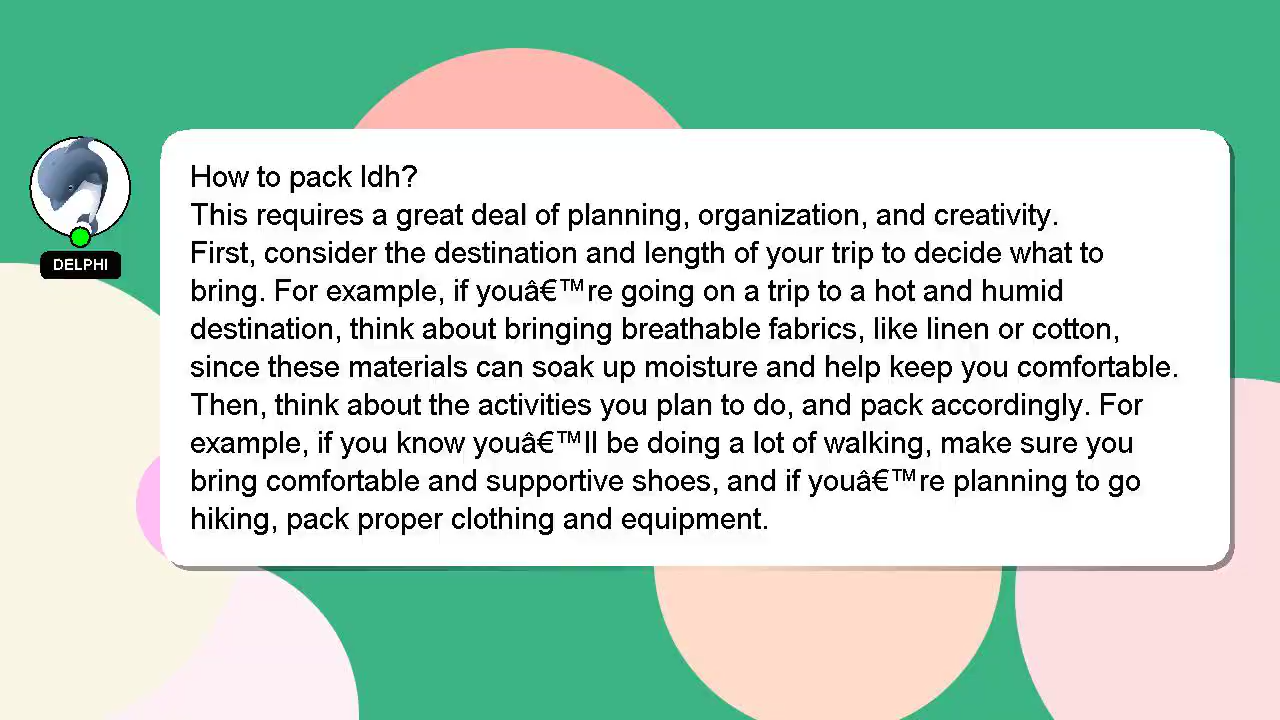 How to pack ldh?
This requires a great deal of planning, organization, and creativity.
First, consider the destination and length of your trip to decide what to
bring. For example, if youâ€™re going on a trip to a hot and humid
destination, think about bringing breathable fabrics, like linen or cotton,
since these materials can soak up moisture and help keep you comfortable.
Then, think about the activities you plan to do, and pack accordingly. For
example, if you know youâ€™ll be doing a lot of walking, make sure you
bring comfortable and supportive shoes, and if youâ€™re planning to go
hiking, pack proper clothing and equipment.
DELPHI